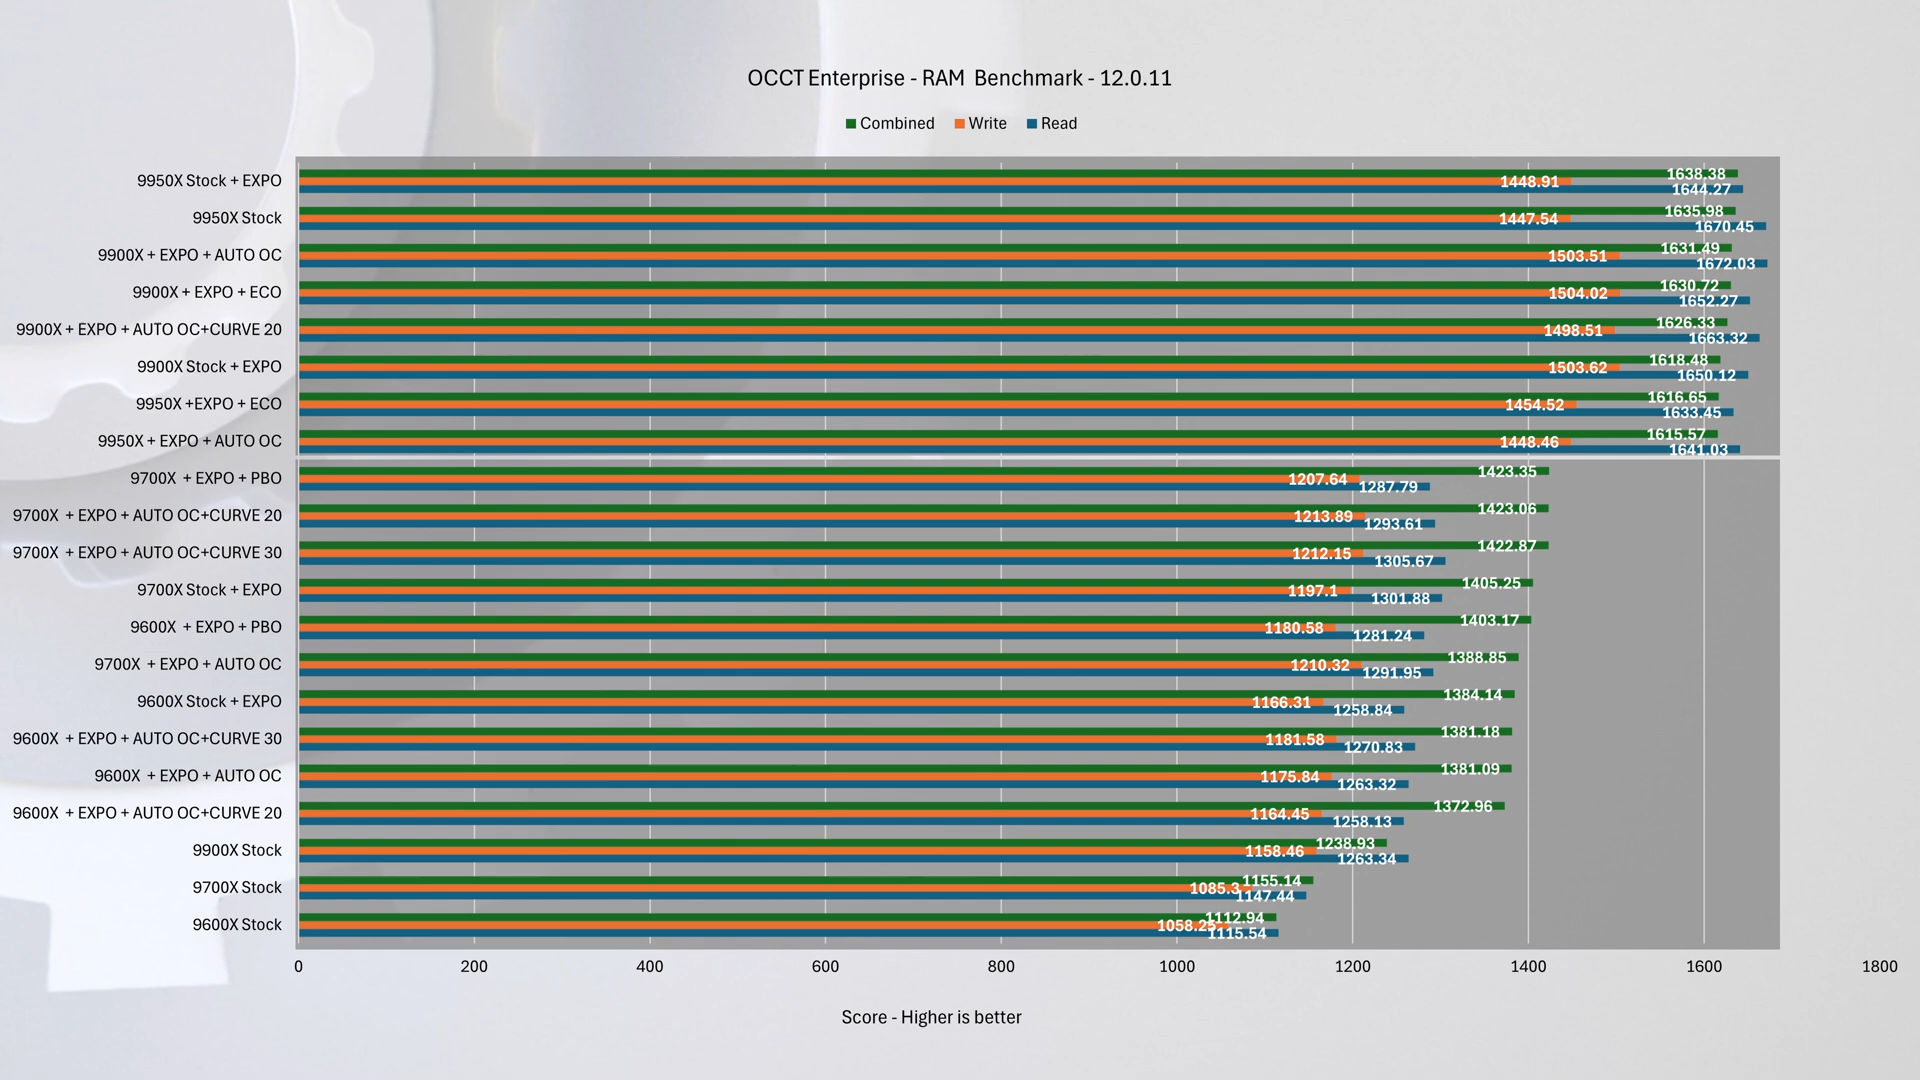 OCCT Enterprise - RAM Benchmark - 12.0.11
Combined Write Read
9950X Stock + EXPO 1638.38 1448.91 1644.27
9950X Stock 1635.98 1447.54 1670.45
9900X + EXPO + AUTO OC 1631.49 1503.51 1672.03
9900X + EXPO + ECO 1630.72 1504.02 1652.27
9900X + EXPO + AUTO OC+CURVE 20 1626.33 1498.51 1663.32
9900X Stock + EXPO 1618.48 1503.62 1650.12
9950X +EXPO + ECO 1616.65 1454.52 1633.45
9950X + EXPO + AUTO OC 1615.57 1448.46 1641.03
9700X + EXPO + PBO 1423.35 1207.64 1287.79
9700X + EXPO + AUTO OC+CURVE 20 1423.06 1213.89 1293.61
9700X + EXPO + AUTO OC+CURVE 30 1422.87 1212.15 1305.67
9700X Stock + EXPO 1405.25 1197.1 1301.88
9600X + EXPO + PBO 1403.17 1180.58 1281.24
9700X + EXPO + AUTO OC 1388.85 1210.32 1291.95
9600X Stock + EXPO 1384.14 1166.31 1258.84
9600X + EXPO + AUTO OC+CURVE 30 1381.18 1181.58 1270.83
9600X + EXPO + AUTO OC 1381.09 1175.84 1263.32
9600X + EXPO + AUTO OC+CURVE 20 1372.96 1164.45 1258.13
9900X Stock 1238.93 1158.46 1263.34
9700X Stock 1155.14 1085.3 1147.44
9600X Stock 1112.94 1058.25 1115.54
0 200 400 600 800 1000 1200 1400 1600 1800
Score - Higher is better